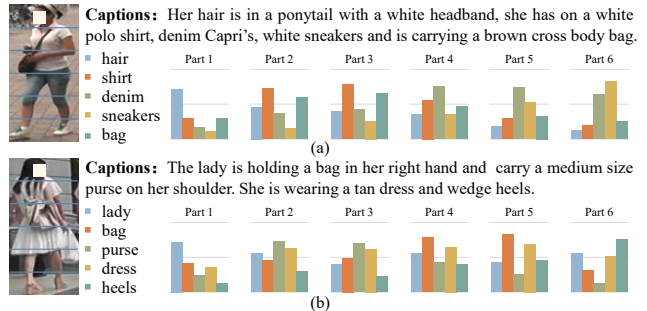 Captions: Her hair is in a ponytail with a white headband, she has on a white
polo shirt, denim Capri's, white sneakers and is carrying a brown cross body bag.
hair
shirt
denim
sneakers
bag
Part 1 Part 2 Part 3 Part 4 Part 5 Part 6
(a)
Captions: The lady is holding a bag in her right hand and carry a medium size
purse on her shoulder. She is wearing a tan dress and wedge heels.
lady
bag
purse
dress
heels
Part 1 Part 2 Part 3 Part 4 Part 5 Part 6
(b)